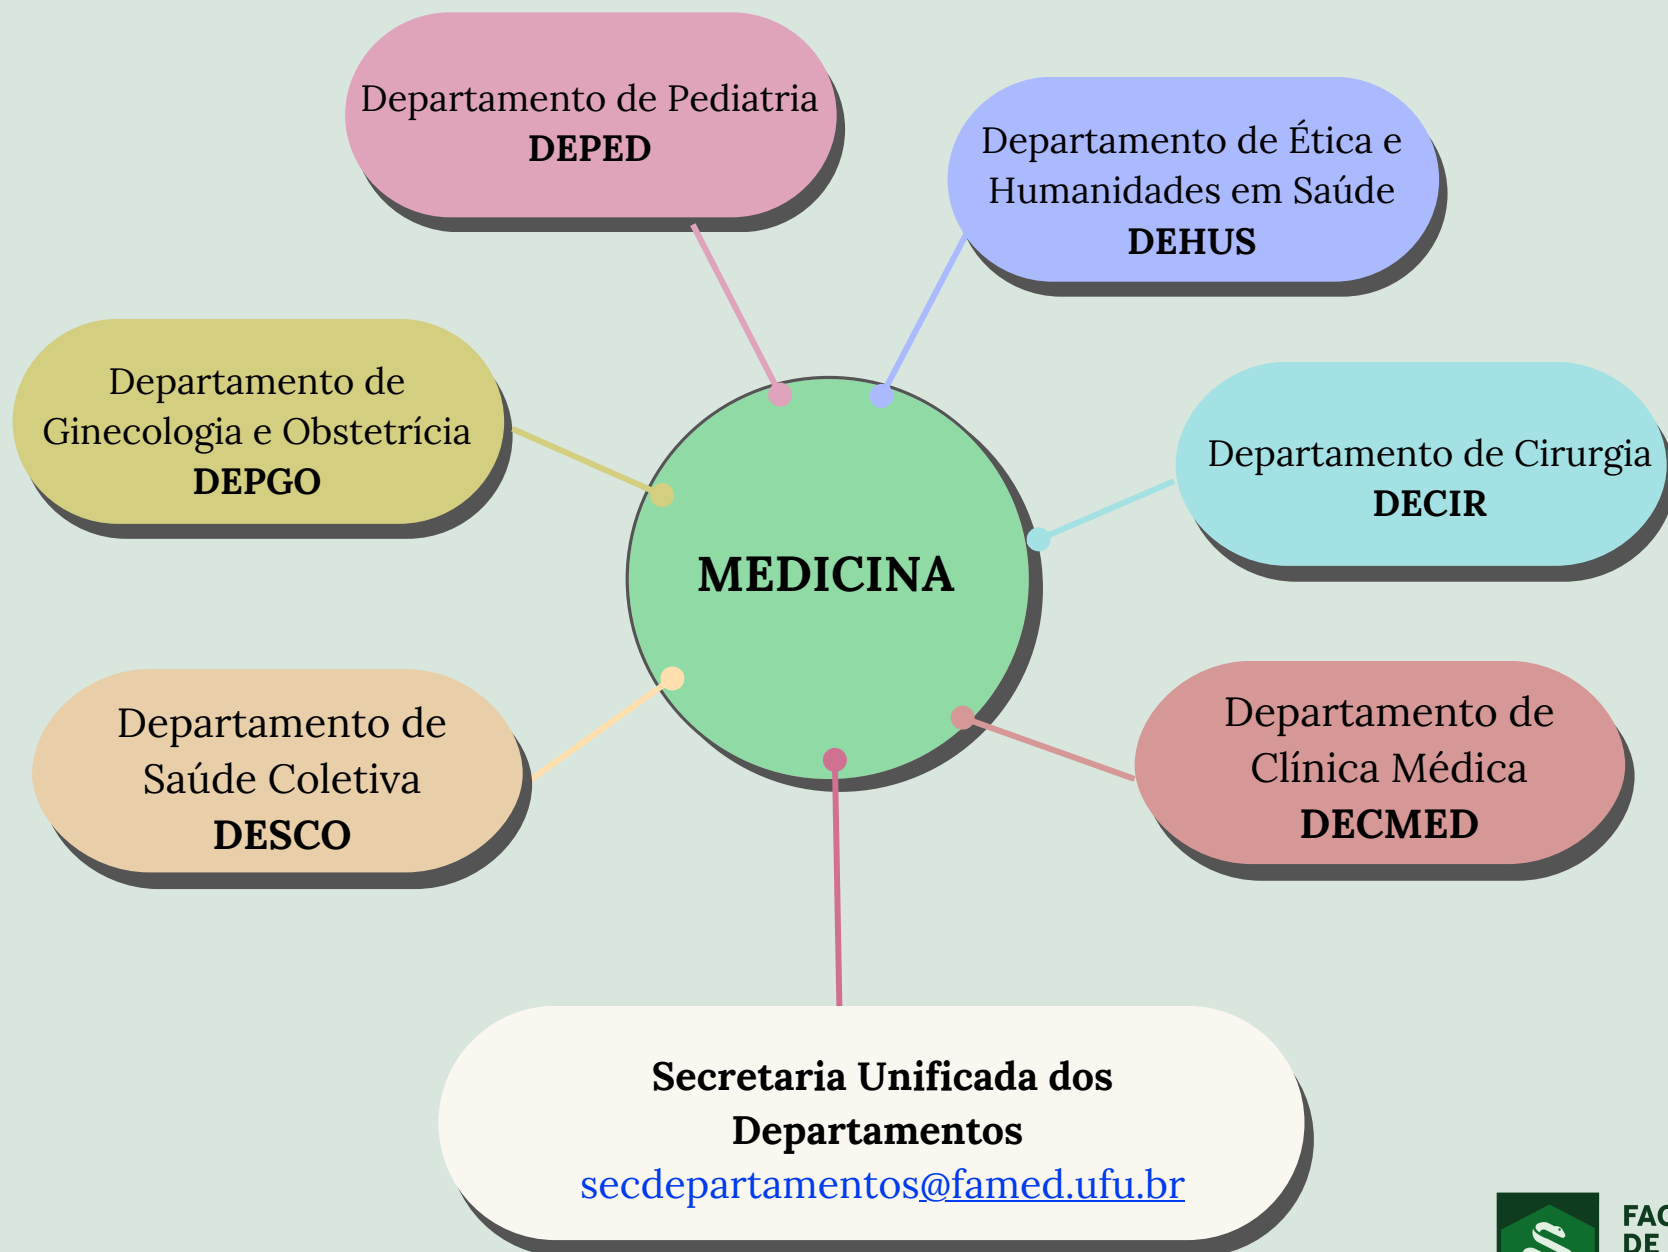 Departamento de Pediatria
DEPED
Departamento de Ética e
Humanidades em Saúde
DEHUS
Departamento de
Ginecologia e Obstetrícia
DEPGO
Departamento de Cirurgia
DECIR
MEDICINA
Departamento de
Saúde Coletiva
DESCO
Departamento de
Clínica Médica
DECMED
Secretaria Unificada dos
Departamentos
secdepartamentos@famed.ufu.br
DE